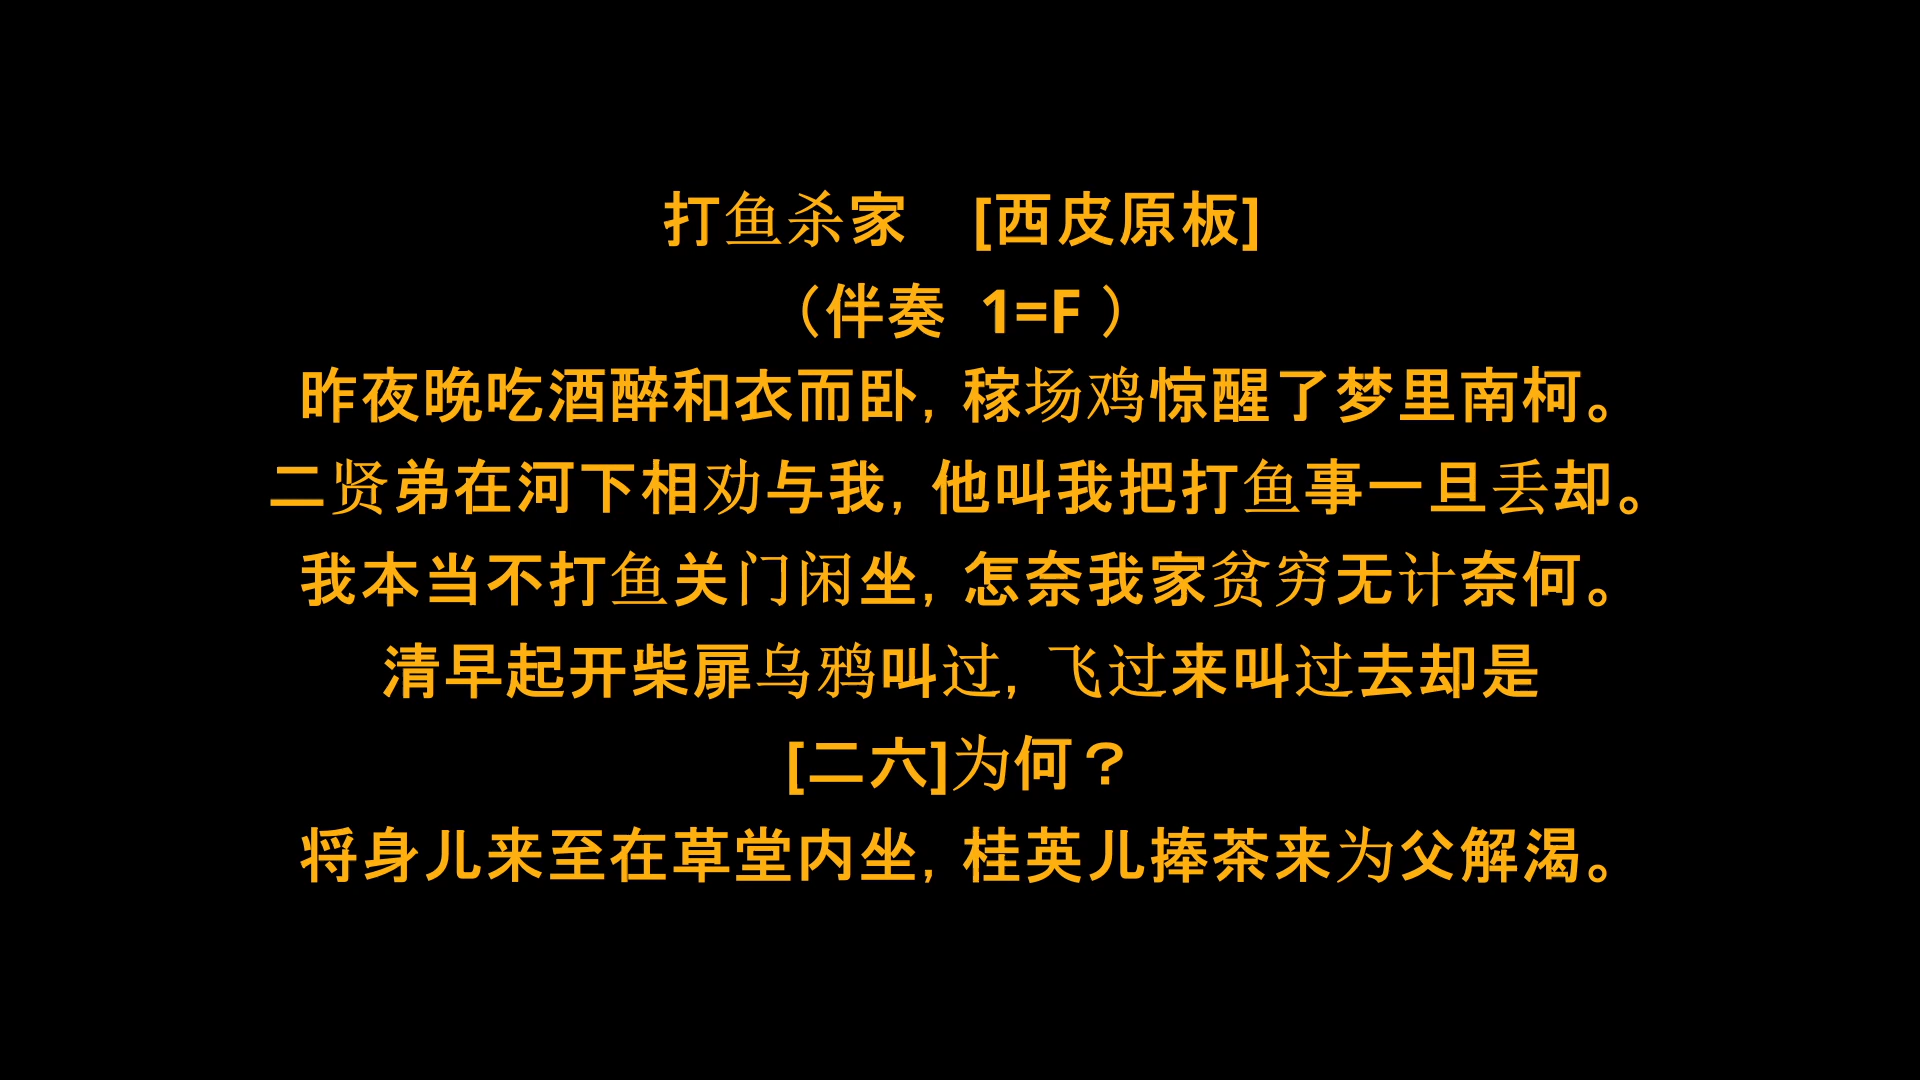 打鱼杀家　[西皮原板]
（伴奏 1=F ）
昨夜晚吃酒醉和衣而卧, 稼场鸡惊醒了梦里南柯。
二贤弟在河下相劝与我, 他叫我把打鱼事一旦丢却。
我本当不打鱼关门闲坐, 怎奈我家贫穷无计奈何。
清早起开柴扉乌鸦叫过, 飞过来叫过去却是
[二六]为何？
将身儿来至在草堂内坐, 桂英儿捧茶来为父解渴。